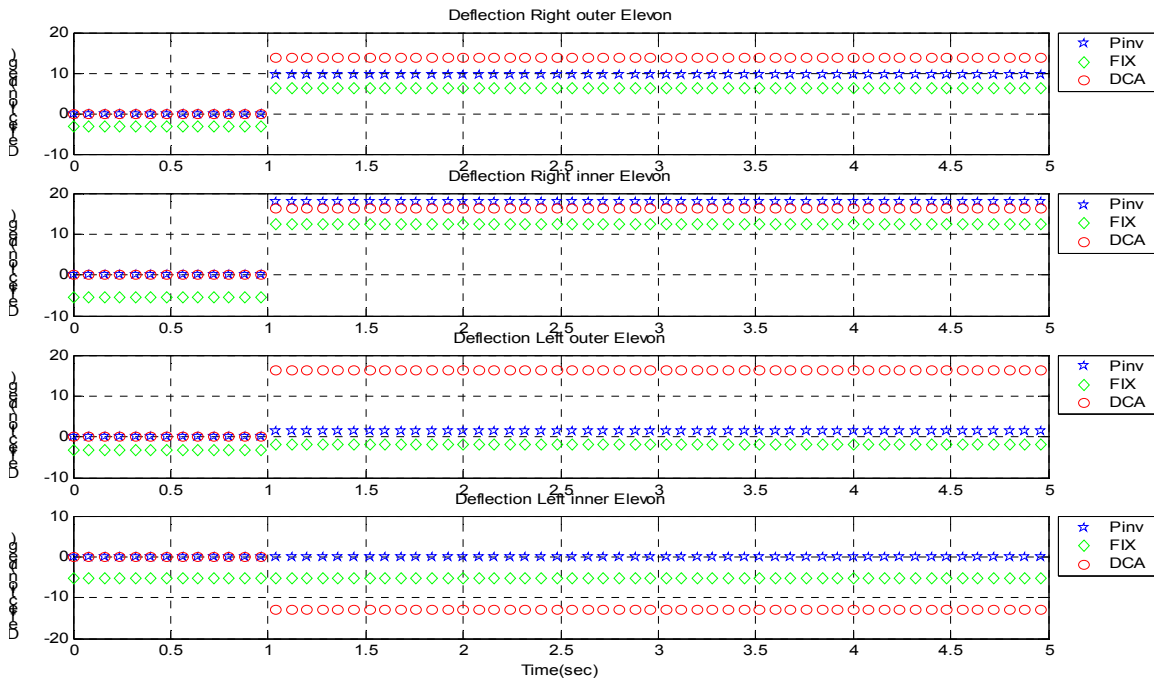 Deflection Right outer Elevon
20
10
0
-10
0 0.5 1 1.5 2 2.5 3 3.5 4 4.5 5
Pinv
FIX
DCA
Deflection Right inner Elevon
20
10
0
-10
0 0.5 1 1.5 2 2.5 3 3.5 4 4.5 5
Pinv
FIX
DCA
Deflection Left outer Elevon
20
10
0
-10
0 0.5 1 1.5 2 2.5 3 3.5 4 4.5 5
Pinv
FIX
DCA
Deflection Left inner Elevon
10
0
-10
-20
0 0.5 1 1.5 2 2.5 3 3.5 4 4.5 5
Pinv
FIX
DCA
Time(sec)